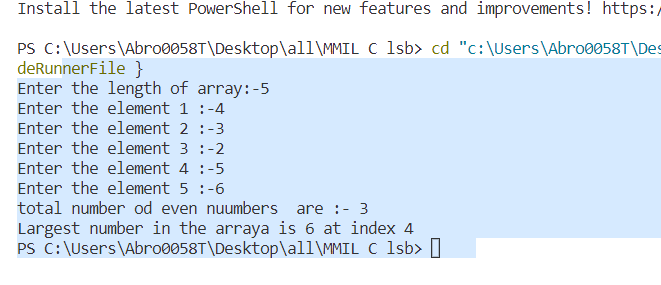 Install the latest PowerShell for new features and improvements! https:/
PS C:\Users\Abro0058T\Desktop\all\MMIL C lsb> cd "c:\Users\Abro0058T\Des
deRunnerFile }
Enter the length of array:-5
Enter the element 1 :-4
Enter the element 2 :-3
Enter the element 3 :-2
Enter the element 4 :-5
Enter the element 5 :-6
total number od even nuumbers  are :- 3
Largest number in the arraya is 6 at index 4
PS C:\Users\Abro0058T\Desktop\all\MMIL C lsb>